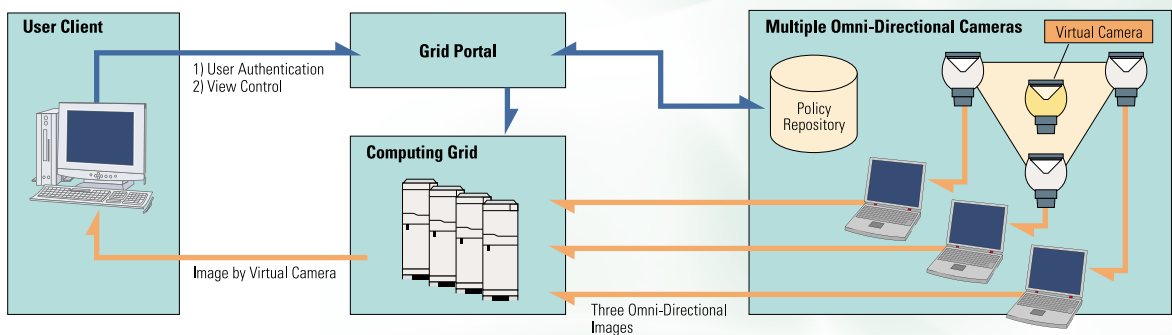 User Client
1) User Authentication
2) View Control
Grid Portal
Computing Grid
Image by Virtual Camera
Three Omni-Directional
Images
Multiple Omni-Directional Cameras
Virtual Camera
Policy
Repository